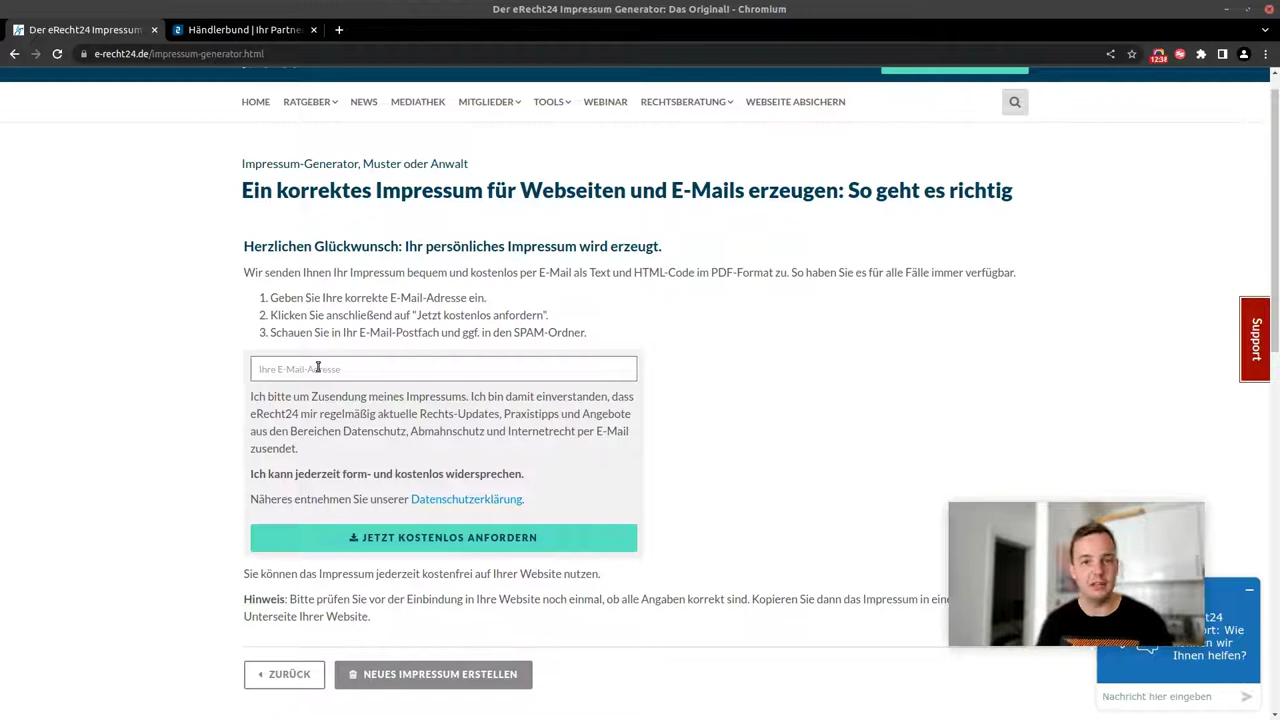 Der eRecht24 Impressum Generator: Das Original! - Chromium
Der eRecht24 Impressum
Händlerbund | Ihr Partne
e-recht24.de/impressum-generator.html
12:38
HOME RATGEBER NEWS MEDIATHEK MITGLIEDER TOOLS WEBINAR RECHTSBERATUNG WEBSEITE ABSICHERN
Impressum-Generator, Muster oder Anwalt
Ein korrektes Impressum für Webseiten und E-Mails erzeugen: So geht es richtig
Herzlichen Glückwunsch: Ihr persönliches Impressum wird erzeugt.
Wir senden Ihnen Ihr Impressum bequem und kostenlos per E-Mail als Text und HTML-Code im PDF-Format zu. So haben Sie es für alle Fälle immer verfügbar.
1. Geben Sie Ihre korrekte E-Mail-Adresse ein.
2. Klicken Sie anschließend auf "Jetzt kostenlos anfordern".
3. Schauen Sie in Ihr E-Mail-Postfach und ggf. in den SPAM-Ordner.
Support
Ihre E-Mail-Adresse
Ich bitte um Zusendung meines Impressums. Ich bin damit einverstanden, dass
eRecht24 mir regelmäßig aktuelle Rechts-Updates, Praxistipps und Angebote
aus den Bereichen Datenschutz, Abmahnschutz und Internetrecht per E-Mail
zusendet.
Ich kann jederzeit form- und kostenlos widersprechen.
Näheres entnehmen Sie unserer Datenschutzerklärung.
JETZT KOSTENLOS ANFORDERN
Sie können das Impressum jederzeit kostenfrei auf Ihrer Website nutzen.
Hinweis: Bitte prüfen Sie vor der Einbindung in Ihre Website noch einmal, ob alle Angaben korrekt sind. Kopieren Sie dann das Impressum in eine
Unterseite Ihrer Website.
ht24
ort: Wie
wir
Ihnen helfen?
ZURÜCK
NEUES IMPRESSUM ERSTELLEN
Nachricht hier eingeben